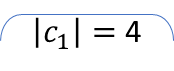 |c₁| = 4